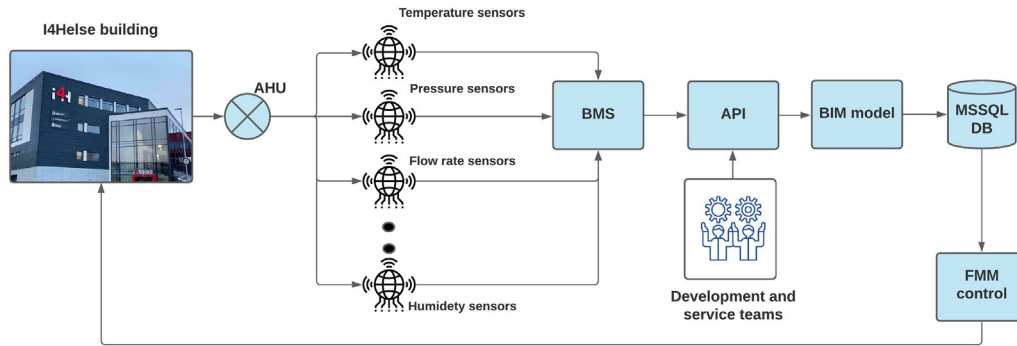 I4Helse building
i4H
AHU
Temperature sensors
Pressure sensors
Flow rate sensors
Humidety sensors
BMS
API
BIM model
MSSQL
DB
Development and
service teams
FMM
control